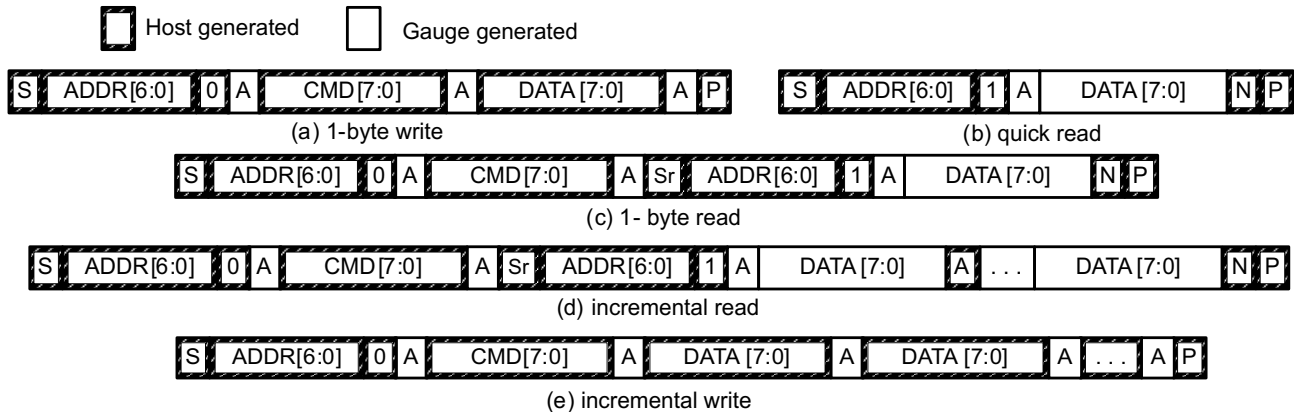 Host generated Gauge generated
S ADDR[6:0] 0 A CMD[7:0] A DATA [7:0] A P S ADDR[6:0] 1 A DATA [7:0] N P
(a) 1-byte write (b) quick read
S ADDR[6:0] 0 A CMD[7:0] A Sr ADDR[6:0] 1 A DATA [7:0] N P
(c) 1- byte read
S ADDR[6:0] 0 A CMD[7:0] A Sr ADDR[6:0] 1 A DATA [7:0] A . . . DATA [7:0] N P
(d) incremental read
S ADDR[6:0] 0 A CMD[7:0] A DATA [7:0] A DATA [7:0] A . . . A P
(e) incremental write